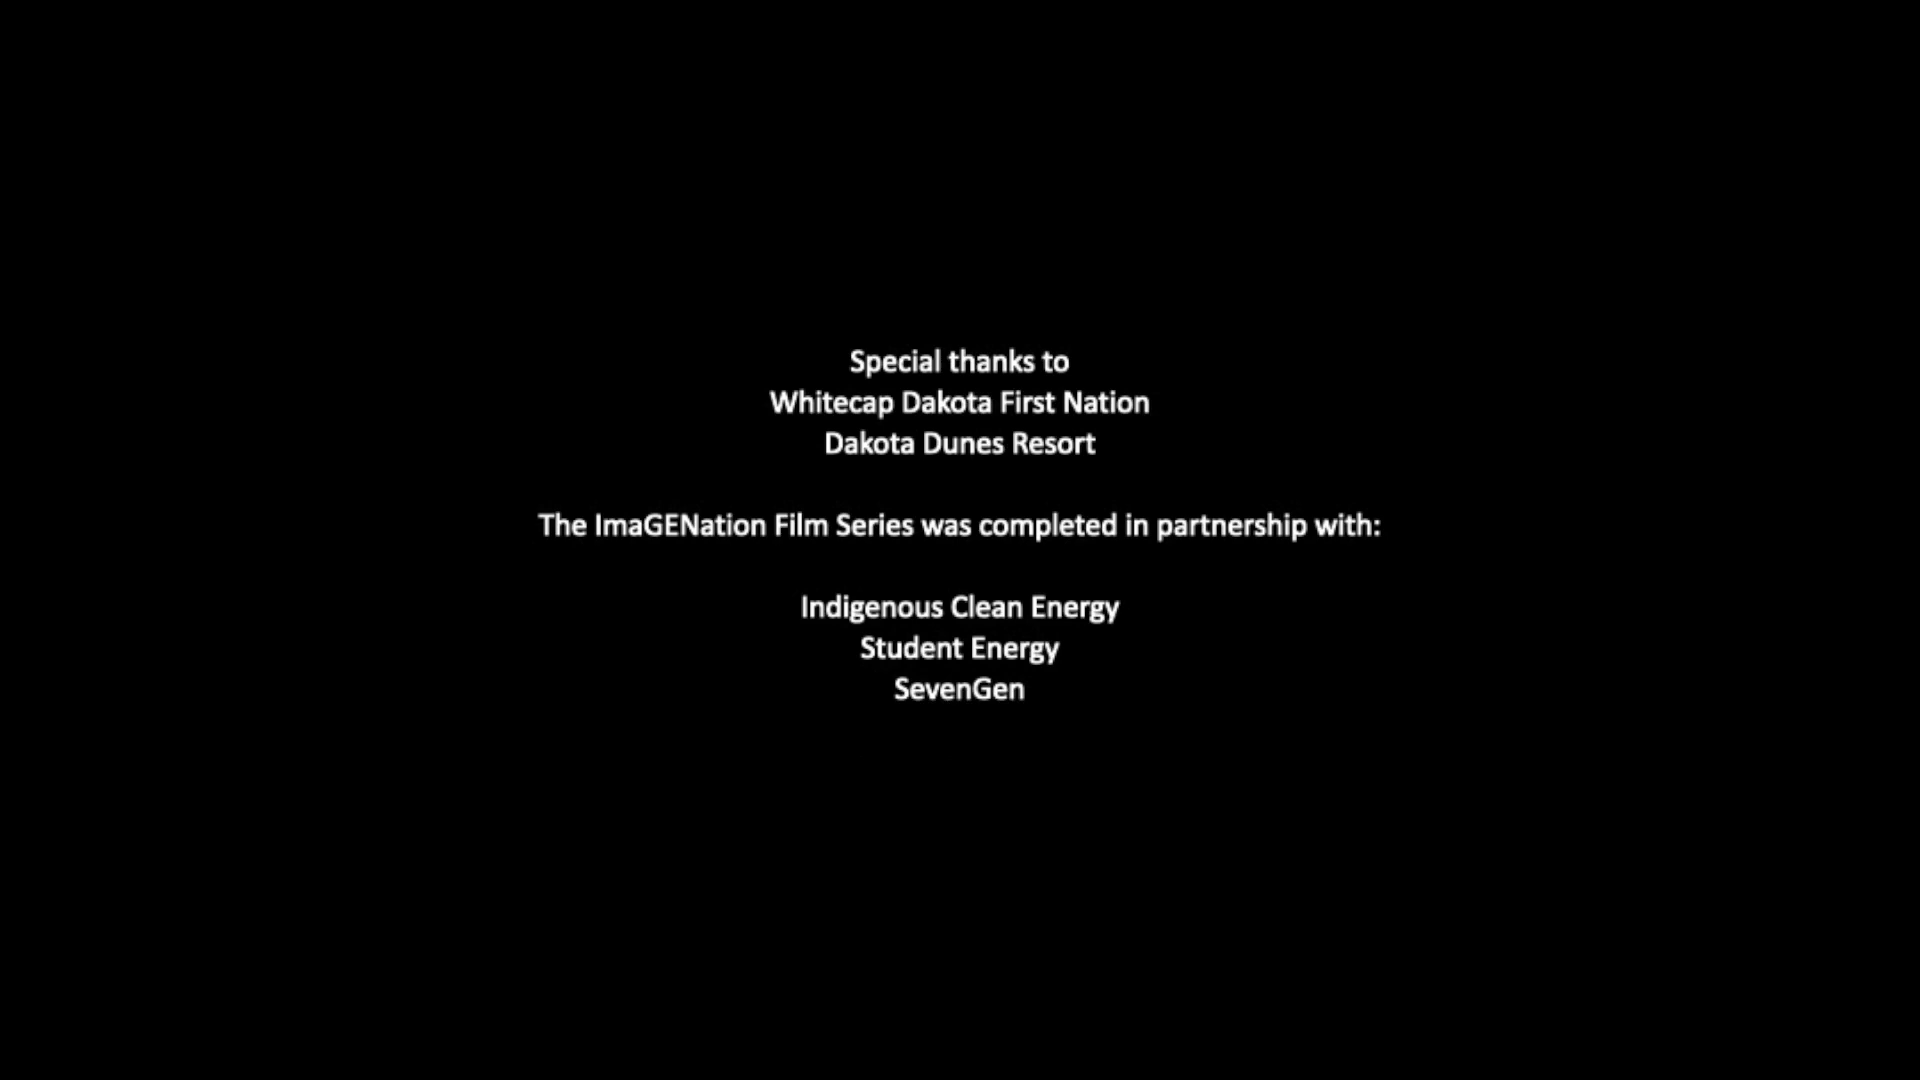 Special thanks to
Whitecap Dakota First Nation
Dakota Dunes Resort
The ImaGENation Film Series was completed in partnership with:
Indigenous Clean Energy
Student Energy
SevenGen